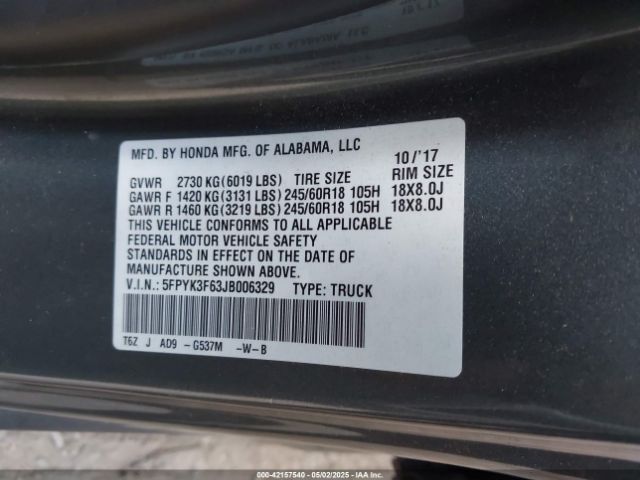 MFD. BY HONDA MFG. OF ALABAMA, LLC
10/'17
GVWR 2730 KG(6019 LBS) TIRE SIZE RIM SIZE
GAWR F 1420 KG(3131 LBS) 245/60R18 105H 18X8.0J
GAWR R 1460 KG(3219 LBS) 245/60R18 105H 18X8.0J
THIS VEHICLE CONFORMS TO ALL APPLICABLE
FEDERAL MOTOR VEHICLE SAFETY
STANDARDS IN EFFECT ON THE DATE OF
MANUFACTURE SHOWN ABOVE.
V.I.N.: 5FPYK3F63JB006329 TYPE: TRUCK
T6Z J AD9 -G537M -W-B
000-42157540 - 05/02/2025 - IAAI.COM